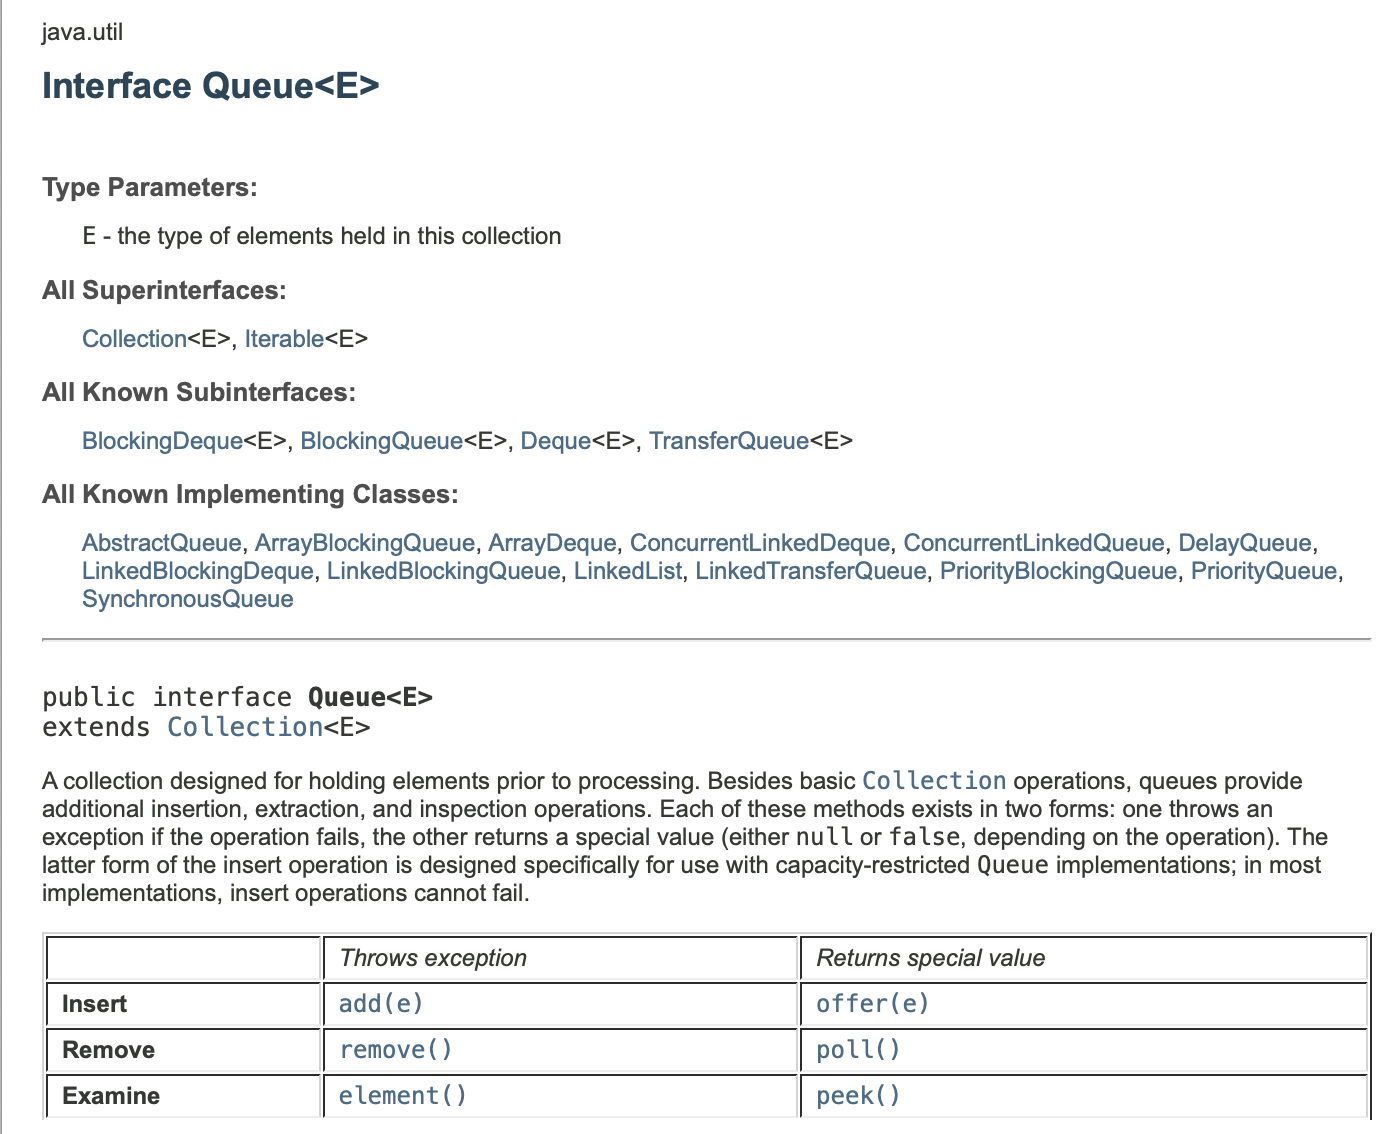 java.util
Interface Queue<E>
Type Parameters:
E - the type of elements held in this collection
All Superinterfaces:
Collection<E>, Iterable<E>
All Known Subinterfaces:
BlockingDeque<E>, BlockingQueue<E>, Deque<E>, TransferQueue<E>
All Known Implementing Classes:
AbstractQueue, ArrayBlockingQueue, ArrayDeque, ConcurrentLinkedDeque, ConcurrentLinkedQueue, DelayQueue,
LinkedBlockingDeque, LinkedBlockingQueue, LinkedList, LinkedTransferQueue, PriorityBlockingQueue, PriorityQueue,
SynchronousQueue
public interface Queue<E>
extends Collection<E>
A collection designed for holding elements prior to processing. Besides basic Collection operations, queues provide
additional insertion, extraction, and inspection operations. Each of these methods exists in two forms: one throws an
exception if the operation fails, the other returns a special value (either null or false, depending on the operation). The
latter form of the insert operation is designed specifically for use with capacity-restricted Queue implementations; in most
implementations, insert operations cannot fail.
Throws exception Returns special value
Insert add(e) offer(e)
Remove remove() poll()
Examine element() peek()